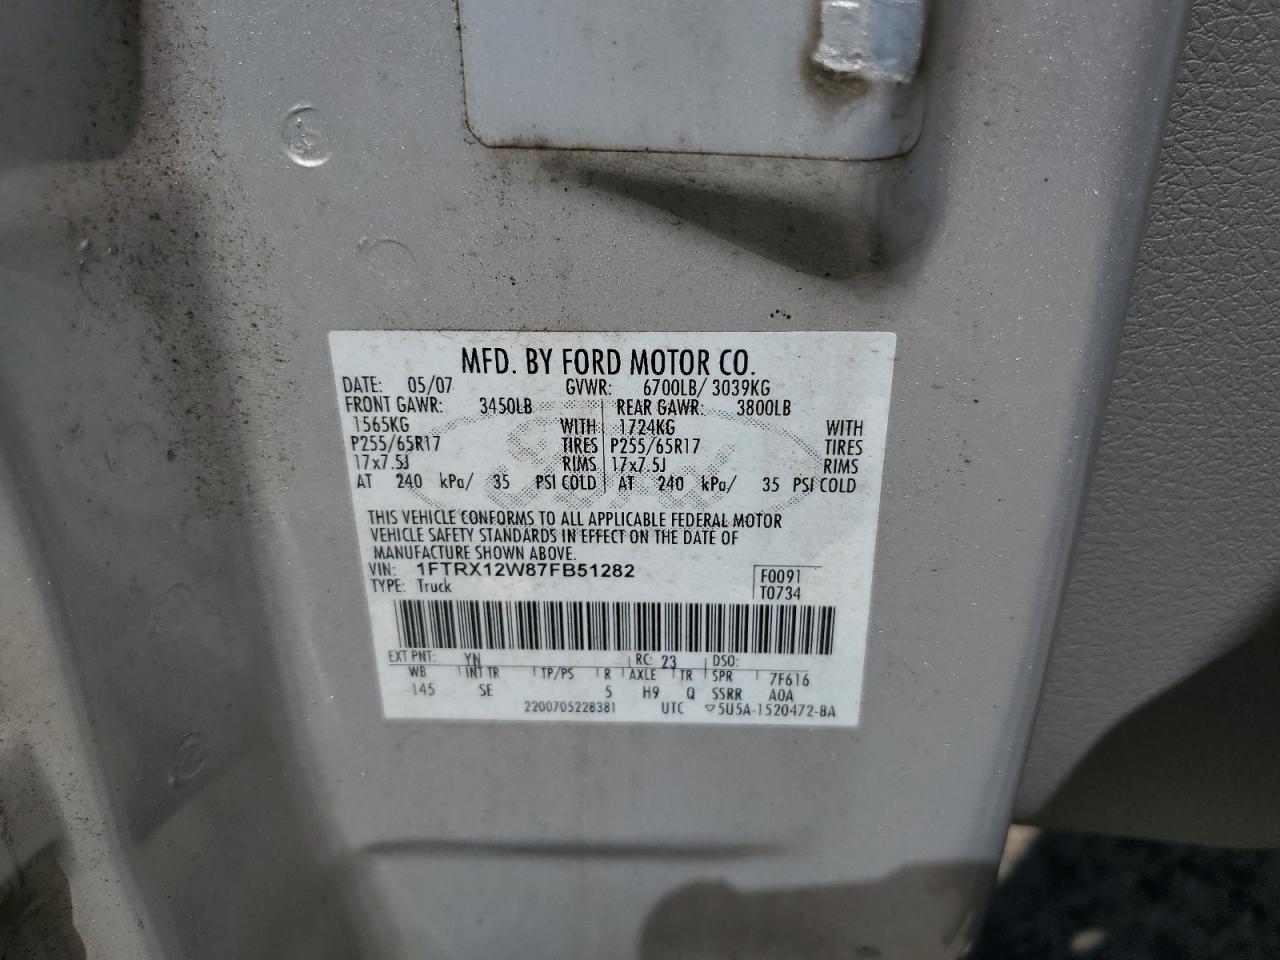 MFD. BY FORD MOTOR CO.
DATE: 05/07 GVWR: 6700LB/ 3039KG
FRONT GAWR: 3450LB REAR GAWR: 3800LB
1565KG WITH 1724KG WITH
P255/65R17 TIRES P255/65R17 TIRES
17x7.5J RIMS 17x7.5J RIMS
AT 240 kPa/ 35 PSI COLD AT 240 kPa/ 35 PSI COLD
THIS VEHICLE CONFORMS TO ALL APPLICABLE FEDERAL MOTOR
VEHICLE SAFETY STANDARDS IN EFFECT ON THE DATE OF
MANUFACTURE SHOWN ABOVE.
VIN: 1FTRX12W87FB51282 F0091
TYPE: Truck T0734
EXT PNT: YN RC: 23 DSO:
WB INT TR TP/PS R AXLE TR SPR 7F616
145 SE 5 H9 Q SSRR A0A
2200705228381 UTC ▽5U5A-1520472-BA